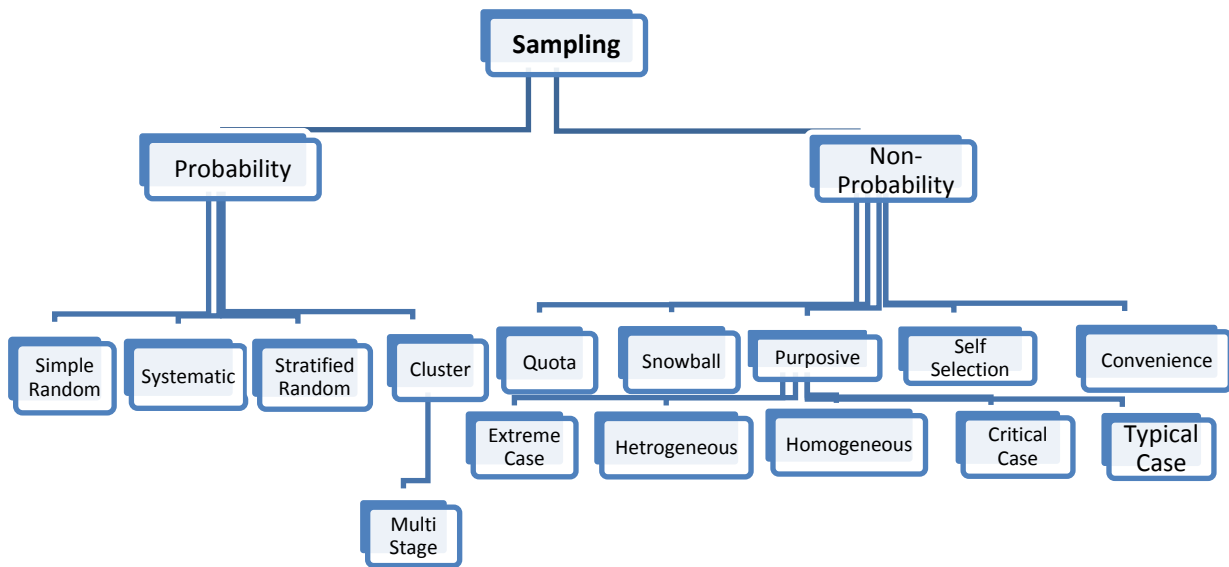 Sampling
Probability
Non-
Probability
Simple
Random
Systematic
Stratified
Random
Cluster
Quota
Snowball
Purposive
Self
Selection
Convenience
Extreme
Case
Hetrogeneous
Homogeneous
Critical
Case
Typical
Case
Multi
Stage